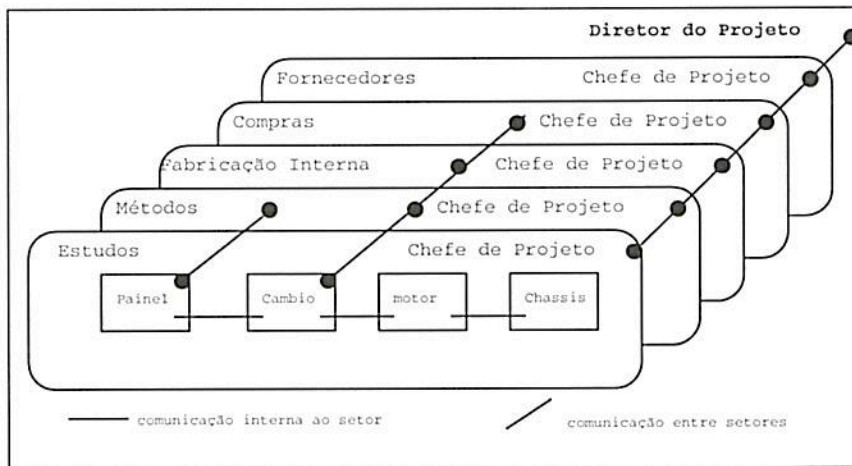 Diretor do Projeto
Fornecedores Chefe de Projeto
Compras Chefe de Projeto
Fabricação Interna Chefe de Projeto
Métodos Chefe de Projeto
Estudos Chefe de Projeto
Painel Cambio motor Chassis
comunicação interna ao setor comunicação entre setores